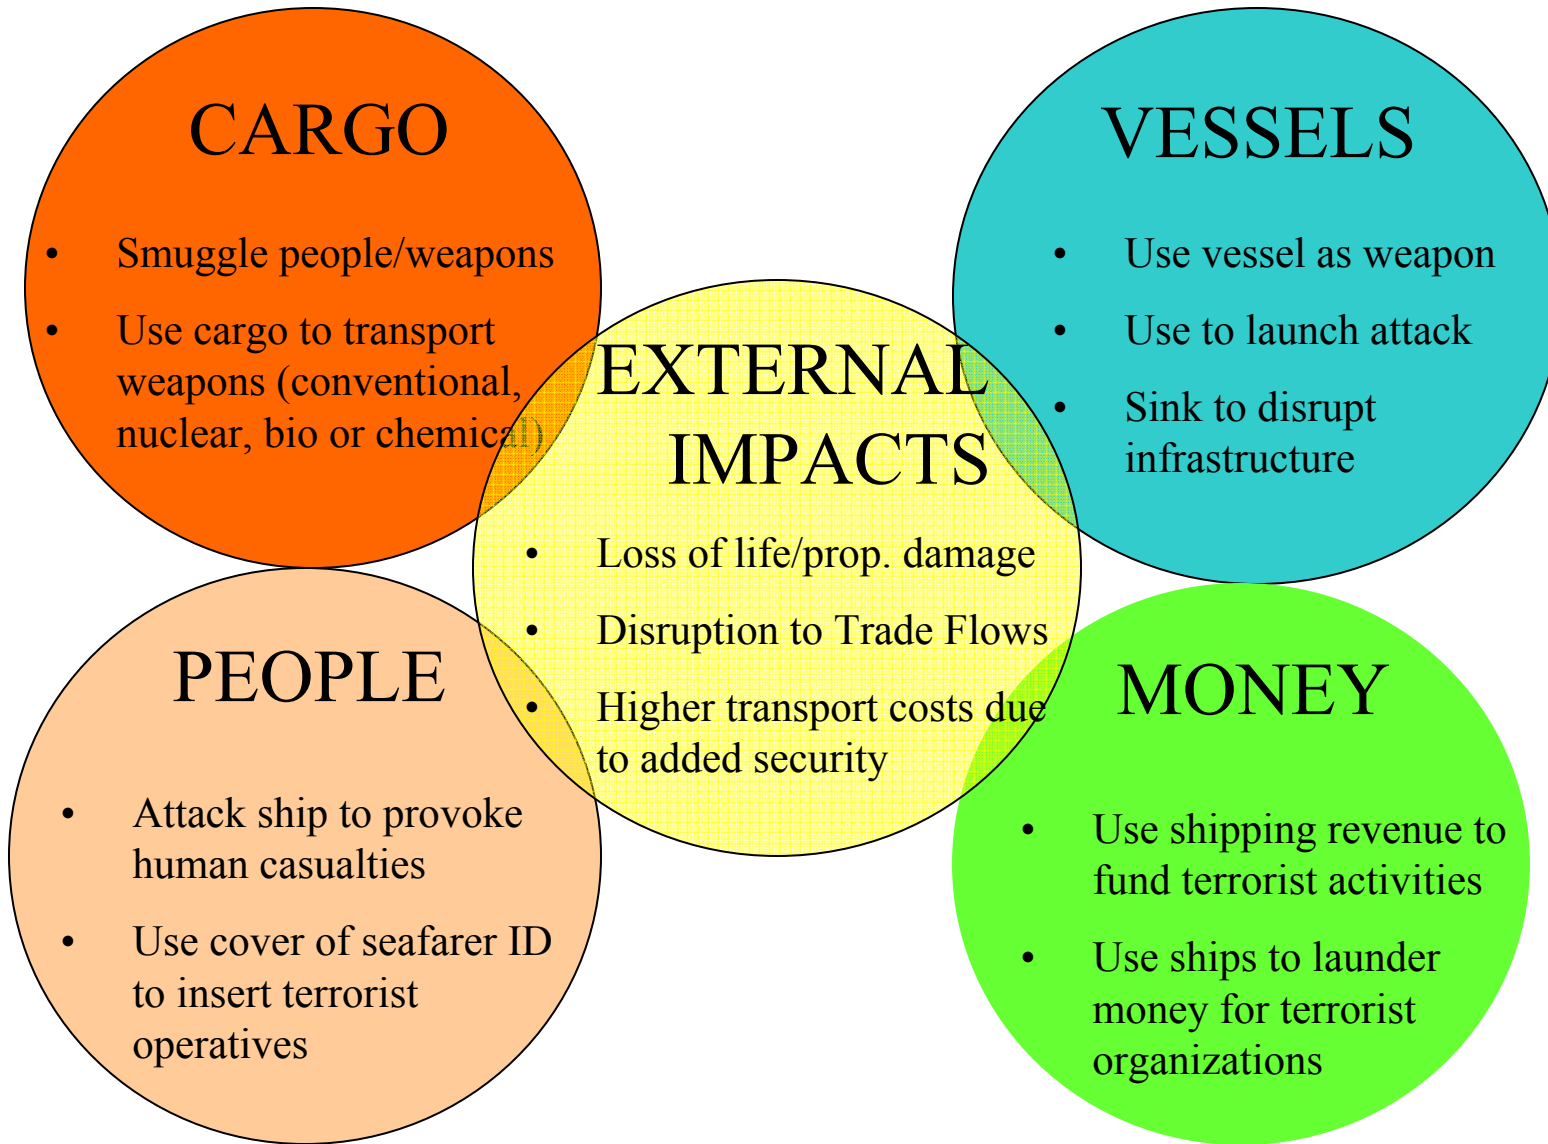 CARGO
• Smuggle people/weapons
• Use cargo to transport
weapons (conventional,
nuclear, bio or chemical)
VESSELS
• Use vessel as weapon
• Use to launch attack
• Sink to disrupt
infrastructure
EXTERNAL
IMPACTS
• Loss of life/prop. damage
• Disruption to Trade Flows
• Higher transport costs due
to added security
PEOPLE
• Attack ship to provoke
human casualties
• Use cover of seafarer ID
to insert terrorist
operatives
MONEY
• Use shipping revenue to
fund terrorist activities
• Use ships to launder
money for terrorist
organizations